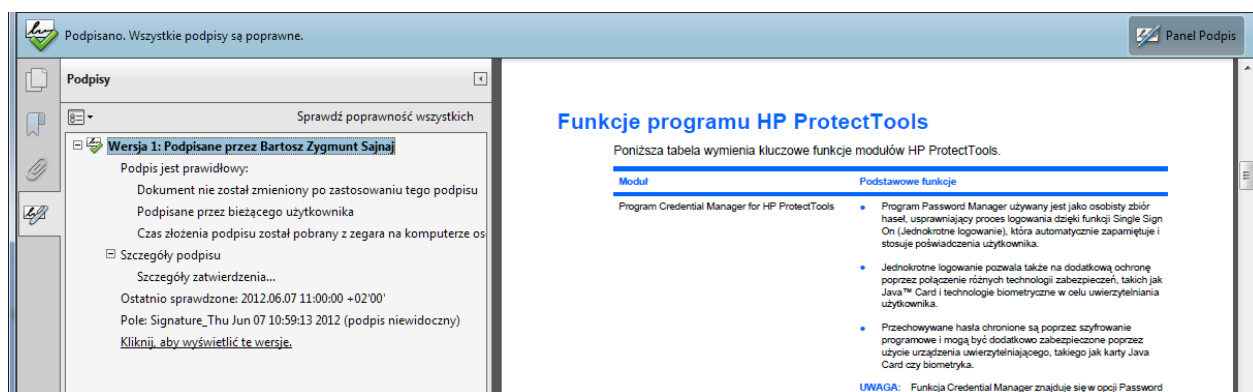 Podpisano. Wszystkie podpisy są poprawne.
Panel Podpis
Podpisy
Sprawdź poprawność wszystkich
Wersja 1: Podpisane przez Bartosz Zygmunt Sajnaj
Podpis jest prawidłowy:
Dokument nie został zmieniony po zastosowaniu tego podpisu
Podpisane przez bieżącego użytkownika
Czas złożenia podpisu został pobrany z zegara na komputerze os
Szczegóły podpisu
Szczegóły zatwierdzenia...
Ostatnio sprawdzone: 2012.06.07 11:00:00 +02'00'
Pole: Signature_Thu Jun 07 10:59:13 2012 (podpis niewidoczny)
Kliknij, aby wyświetlić te wersje.
Funkcje programu HP ProtectTools
Poniższa tabela wymienia kluczowe funkcje modułów HP ProtectTools.
Moduł
Podstawowe funkcje
Program Credential Manager for HP ProtectTools
● Program Password Manager używany jest jako osobisty zbiór
haseł, usprawniający proces logowania dzięki funkcji Single Sign
On (Jednokrotne logowanie), która automatycznie zapamiętuje i
stosuje poświadczenia użytkownika.
● Jednokrotne logowanie pozwala także na dodatkową ochronę
poprzez połączenie różnych technologii zabezpieczeń, takich jak
Java™ Card i technologie biometryczne w celu uwierzytelniania
użytkownika.
● Przechowywane hasła chronione są poprzez szyfrowanie
programowe i mogą być dodatkowo zabezpieczone poprzez
użycie urządzenia uwierzytelniającego, takiego jak karty Java
Card czy biometryka.
UWAGA: Funkcja Credential Manager znajduje się w opcji Password